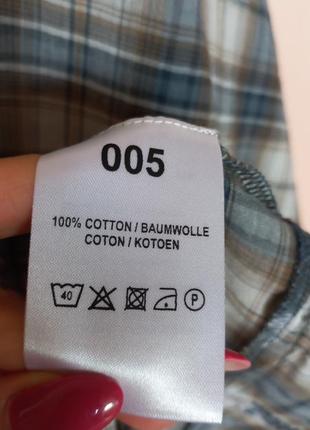 005
100% COTTON / BAUMWOLLE
COTON / KOTOEN
40 P